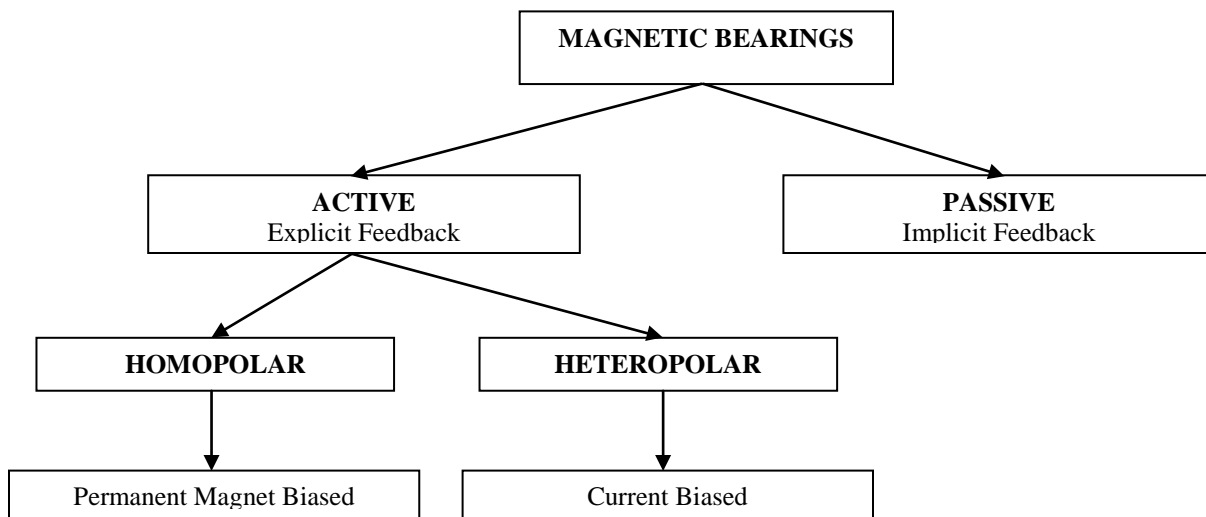 MAGNETIC BEARINGS
ACTIVE
Explicit Feedback
PASSIVE
Implicit Feedback
HOMOPOLAR
HETEROPOLAR
Permanent Magnet Biased
Current Biased